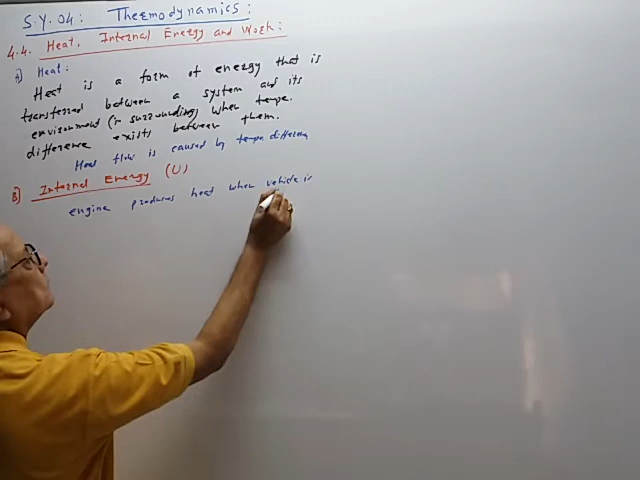 S.Y. 04: Thermodynamics:
4.4. Heat, Internal Energy and Work:
A) Heat:
Heat is a form of energy that is
transferred between a system and its
environment (or surrounding) when tempe.
difference exists between them.
Heat flow is caused by tempe. difference
B) Internal Energy (U)
engine produces heat when vehicle is